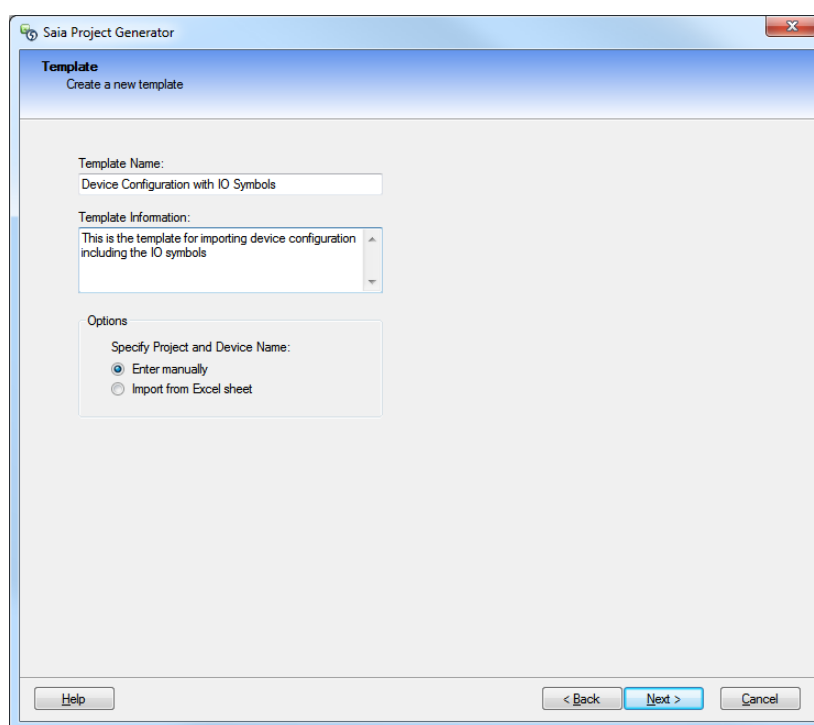 Saia Project Generator
Template
Create a new template
Template Name:
Device Configuration with IO Symbols
Template Information:
This is the template for importing device configuration
including the IO symbols
Options
Specify Project and Device Name:
Enter manually
Import from Excel sheet
Help
< Back
Next >
Cancel